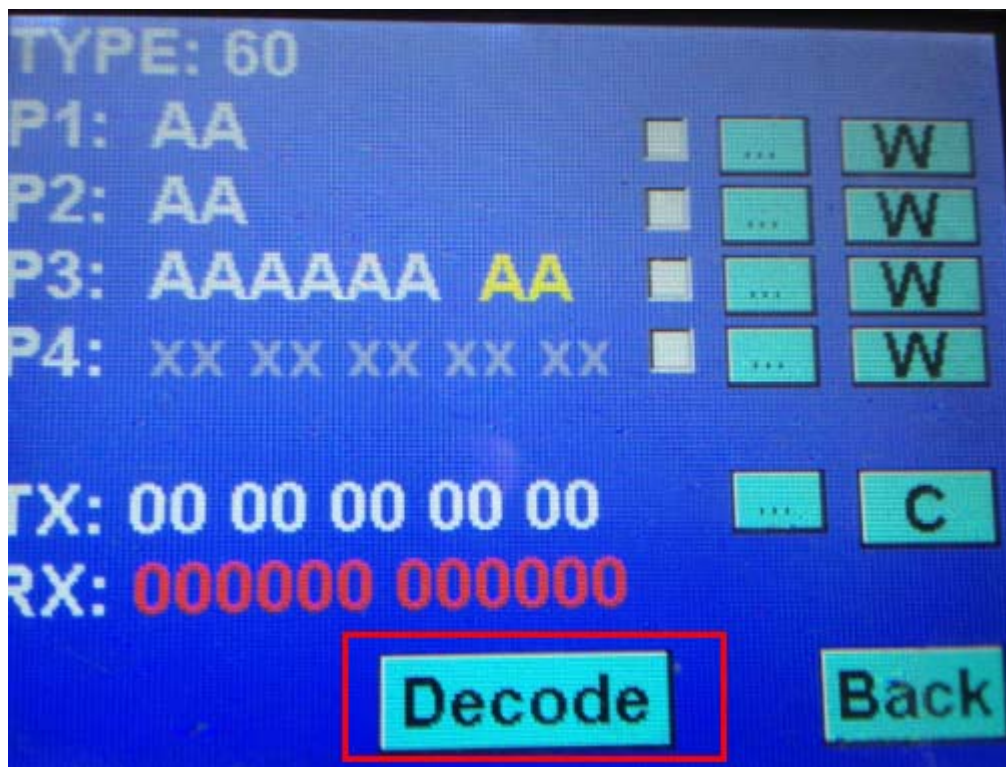 TYPE: 60
P1: AA ... W
P2: AA ... W
P3: AAAAAA AA ... W
P4: XX XX XX XX XX ... W
TX: 00 00 00 00 00 ... C
RX: 000000 000000
Decode Back